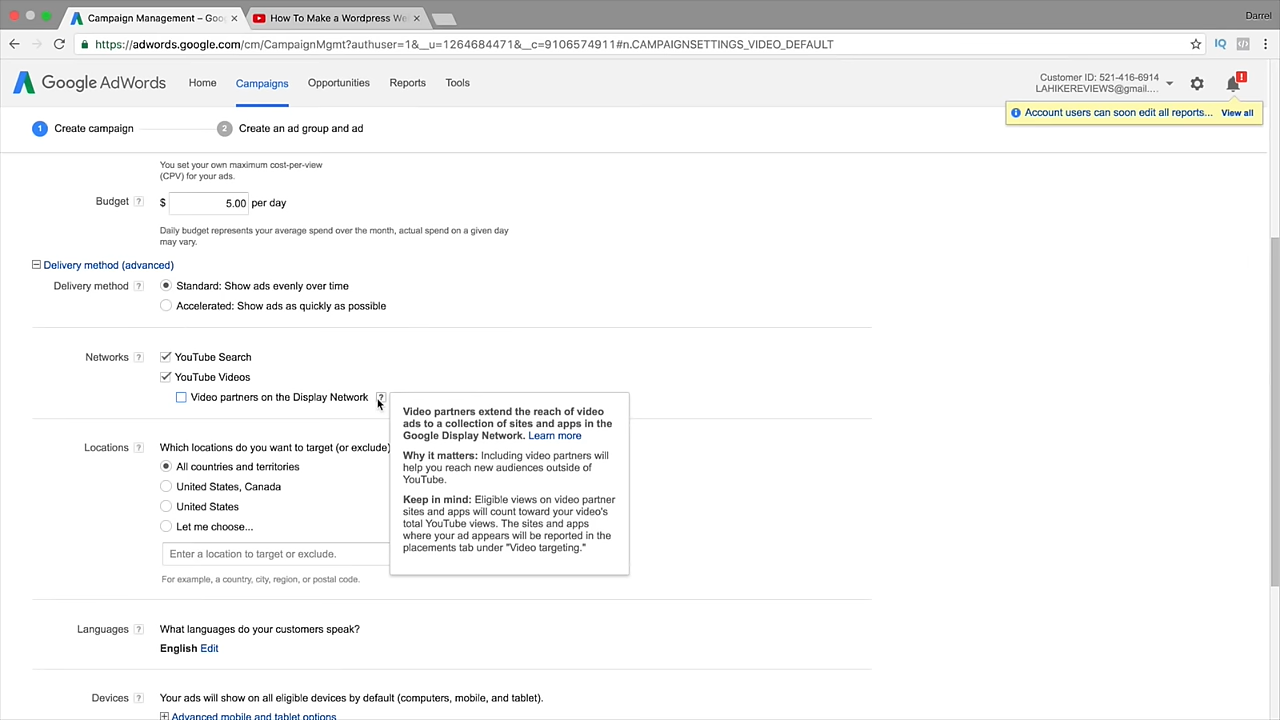 Campaign Management – Goo
How To Make a Wordpress We
Darrel
https://adwords.google.com/cm/CampaignMgmt?authuser=1&__u=1264684471&__c=9106574911#n.CAMPAIGNSETTINGS_VIDEO_DEFAULT
IQ
Google AdWords
Home
Campaigns
Opportunities
Reports
Tools
Customer ID: 521-416-6914
LAHIKEREVIEWS@gmail....
!
Account users can soon edit all reports... View all
1 Create campaign
2 Create an ad group and ad
You set your own maximum cost-per-view
(CPV) for your ads.
Budget ? $ 5.00 per day
Daily budget represents your average spend over the month, actual spend on a given day
may vary.
Delivery method (advanced)
Delivery method ? Standard: Show ads evenly over time
Accelerated: Show ads as quickly as possible
Networks ? YouTube Search
YouTube Videos
Video partners on the Display Network ?
Video partners extend the reach of video
ads to a collection of sites and apps in the
Google Display Network. Learn more
Why it matters: Including video partners will
help you reach new audiences outside of
YouTube.
Keep in mind: Eligible views on video partner
sites and apps will count toward your video's
total YouTube views. The sites and apps
where your ad appears will be reported in the
placements tab under "Video targeting."
Locations ? Which locations do you want to target (or exclude)
All countries and territories
United States, Canada
United States
Let me choose...
Enter a location to target or exclude.
For example, a country, city, region, or postal code.
Languages ? What languages do your customers speak?
English Edit
Devices ? Your ads will show on all eligible devices by default (computers, mobile, and tablet).
Advanced mobile and tablet options